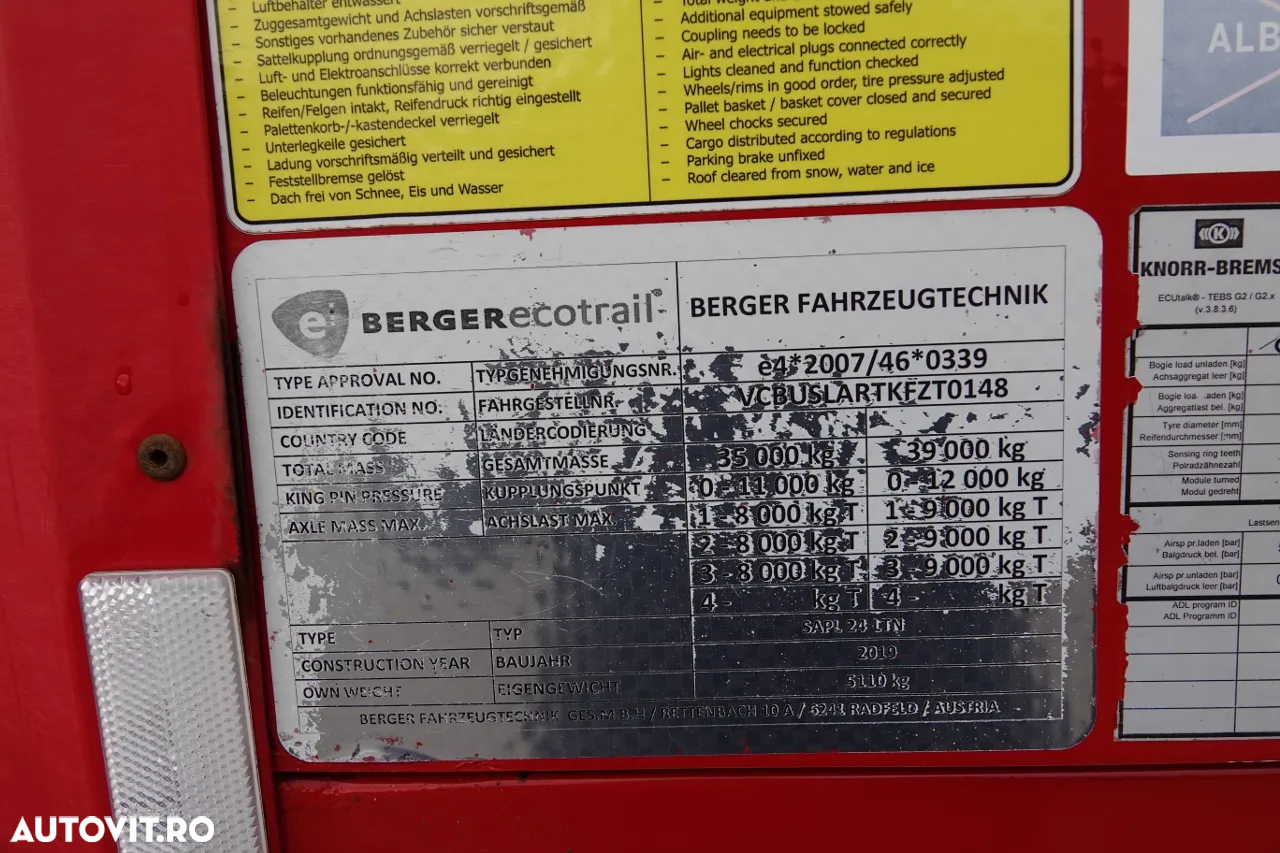 Luftbehälter entwässert
– Zuggesamtgewicht und Achslasten vorschriftsgemäß
– Sonstiges vorhandenes Zubehör sicher verstaut
– Sattelkupplung ordnungsgemäß verriegelt / gesichert
– Luft- und Elektroanschlüsse korrekt verbunden
– Beleuchtungen funktionsfähig und gereinigt
– Reifen/Felgen intakt, Reifendruck richtig eingestellt
– Palettenkorb-/-kastendeckel verriegelt
– Unterlegkeile gesichert
– Ladung vorschriftsmäßig verteilt und gesichert
– Feststellbremse gelöst
– Dach frei von Schnee, Eis und Wasser
– Total weight
– Additional equipment stowed safely
– Coupling needs to be locked
– Air- and electrical plugs connected correctly
– Lights cleaned and function checked
– Wheels/rims in good order, tire pressure adjusted
– Pallet basket / basket cover closed and secured
– Wheel chocks secured
– Cargo distributed according to regulations
– Parking brake unfixed
– Roof cleared from snow, water and ice
ALB
ei BERGERecotrail BERGER FAHRZEUGTECHNIK
TYPE APPROVAL NO. TYPGENEHMIGUNGSNR. e4*2007/46*0339
IDENTIFICATION NO. FAHRGESTELLNR. VCBUSLARTKFZT0148
COUNTRY CODE LÄNDERCODIERUNG
TOTAL MASS GESAMTMASSE 35 000 kg 39 000 kg
KING PIN PRESSURE KUPPLUNGSPUNKT 0 - 11 000 kg 0 - 12 000 kg
AXLE MASS MAX. ACHSLAST MAX. 1 - 8 000 kg T 1 - 9 000 kg T
2 - 8 000 kg T 2 - 9 000 kg T
3 - 8 000 kg T 3 - 9 000 kg T
4 - kg T 4 - kg T
TYPE TYP SAPL 24 LTN
CONSTRUCTION YEAR BAUJAHR 2019
OWN WEIGHT EIGENGEWICHT 5110 kg
BERGER FAHRZEUGTECHNIK GES.M.B.H / RETTENBACH 10 A / 6241 RADFELD / AUSTRIA
K
KNORR-BREMS
ECUtalk® - TEBS G2 / G2.x
(v.3.8.3.6)
Bogie load unladen [kg]
Achsaggregat leer [kg]
Bogie loa. .aden [kg]
Aggregatlast bel. [kg]
Tyre diameter [mm]
Reifendurchmesser [mm]
Sensing ring teeth
Polradzähnezahl
Module turned
Modul gedreht
Lastsen
Airsp pr.laden [bar]
Balgdruck bel. [bar]
Airsp pr.unladen [bar]
Luftbalgdruck leer [bar]
ADL program ID
ADL Programm ID
AUTOVIT.RO